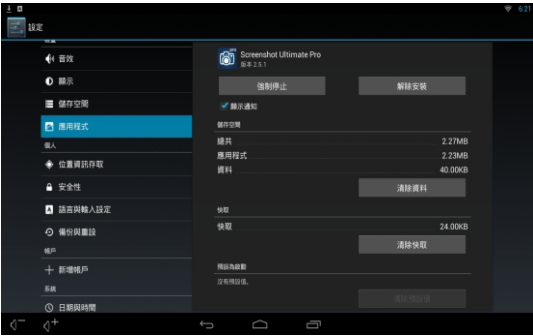 6:21
設定
音效
顯示
儲存空間
應用程式
個人
位置資訊存取
安全性
語言與輸入設定
備份與重設
帳戶
新增帳戶
系統
日期與時間
Screenshot Ultimate Pro
版本 2.5.1
強制停止
解除安裝
顯示通知
儲存空間
總共 2.27MB
應用程式 2.23MB
資料 40.00KB
清除資料
快取
快取 24.00KB
清除快取
預設為啟動
沒有預設值。
清除預設值